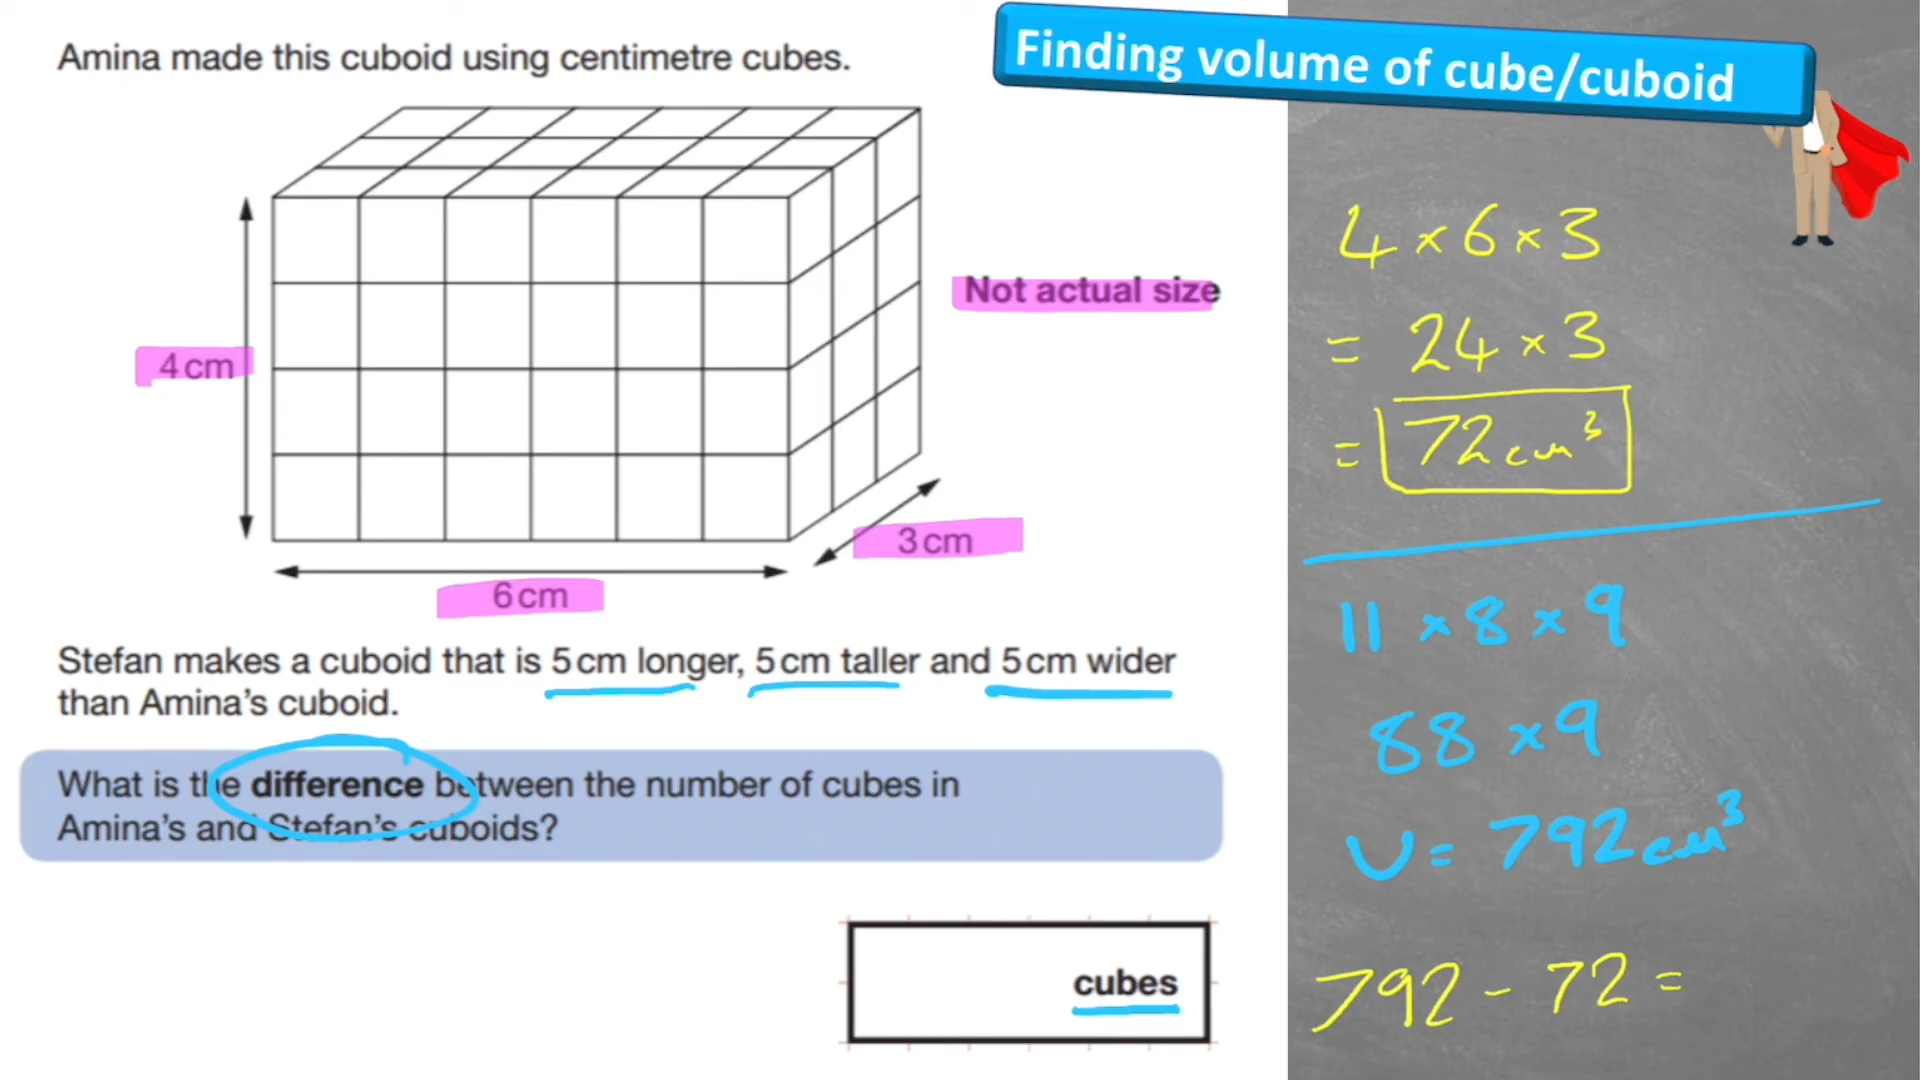 Finding volume of cube/cuboid
Amina made this cuboid using centimetre cubes.
4 cm
Not actual size
3 cm
6 cm
Stefan makes a cuboid that is 5 cm longer, 5 cm taller and 5 cm wider
than Amina's cuboid.
What is the difference between the number of cubes in
Amina's and Stefan's cuboids?
cubes
4 × 6 × 3
= 24 × 3
= 72 cm³
11 × 8 × 9
88 × 9
V = 792 cm³
792 - 72 =